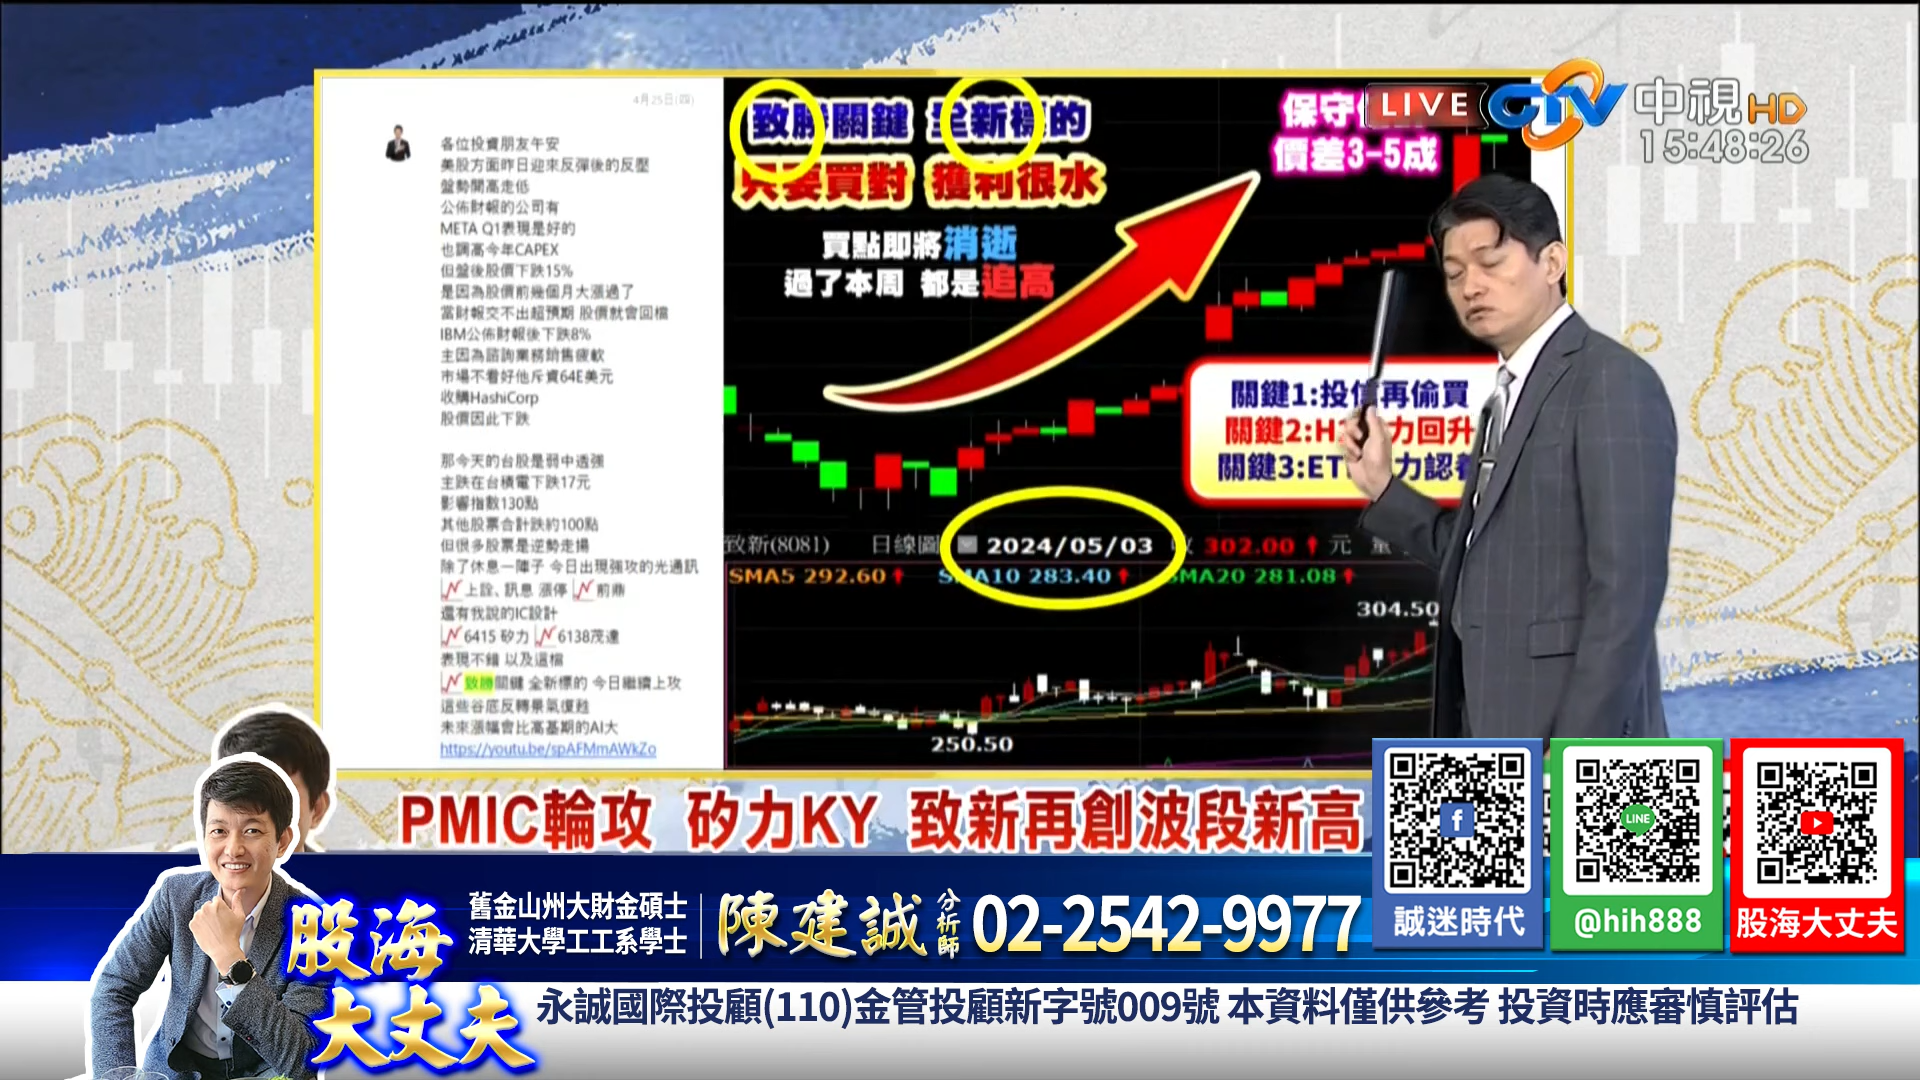 4月25日(四)
各位投資朋友午安
美股方面昨日迎來反彈後的反壓
盤勢開高走低
公佈財報的公司有
META Q1表現是好的
也調高今年CAPEX
但盤後股價下跌15%
是因為股價前幾個月大漲過了
當財報交不出超預期 股價就會回檔
IBM公佈財報後下跌8%
主因為諮詢業務銷售疲軟
市場不看好他斥資64E美元
收購HashiCorp
股價因此下跌
那今天的台股是弱中透強
主跌在台積電下跌17元
影響指數130點
其他股票合計跌約100點
但很多股票是逆勢走揚
除了休息一陣子 今日出現強攻的光通訊
上詮、訊息 漲停 前鼎
還有我說的IC設計
6415 矽力 6138茂達
表現不錯 以及這檔
致勝關鍵 全新標的 今日繼續上攻
這些谷底反轉景氣復甦
未來漲幅會比高基期的AI大
https://youtu.be/spAFMmAWkZo
致勝關鍵 全新標的
只要買對 獲利很水
買點即將消逝
過了本周 都是追高
保守
價差3-5成
LIVE
CTV 中視HD
15:48:26
關鍵1:投信再偷買
關鍵2:H 力回升
關鍵3:ET 力認養
致新(8081) 日線圖 2024/05/03 收 302.00 元 量
SMA5 292.60 SMA10 283.40 SMA20 281.08
304.50
250.50
PMIC輪攻 矽力KY 致新再創波段新高
股海
大丈夫
舊金山州大財金碩士
清華大學工工系學士
陳建誠 分析師 02-2542-9977
誠迷時代
LINE
@hih888
股海大丈夫
永誠國際投顧(110)金管投顧新字號009號 本資料僅供參考 投資時應審慎評估